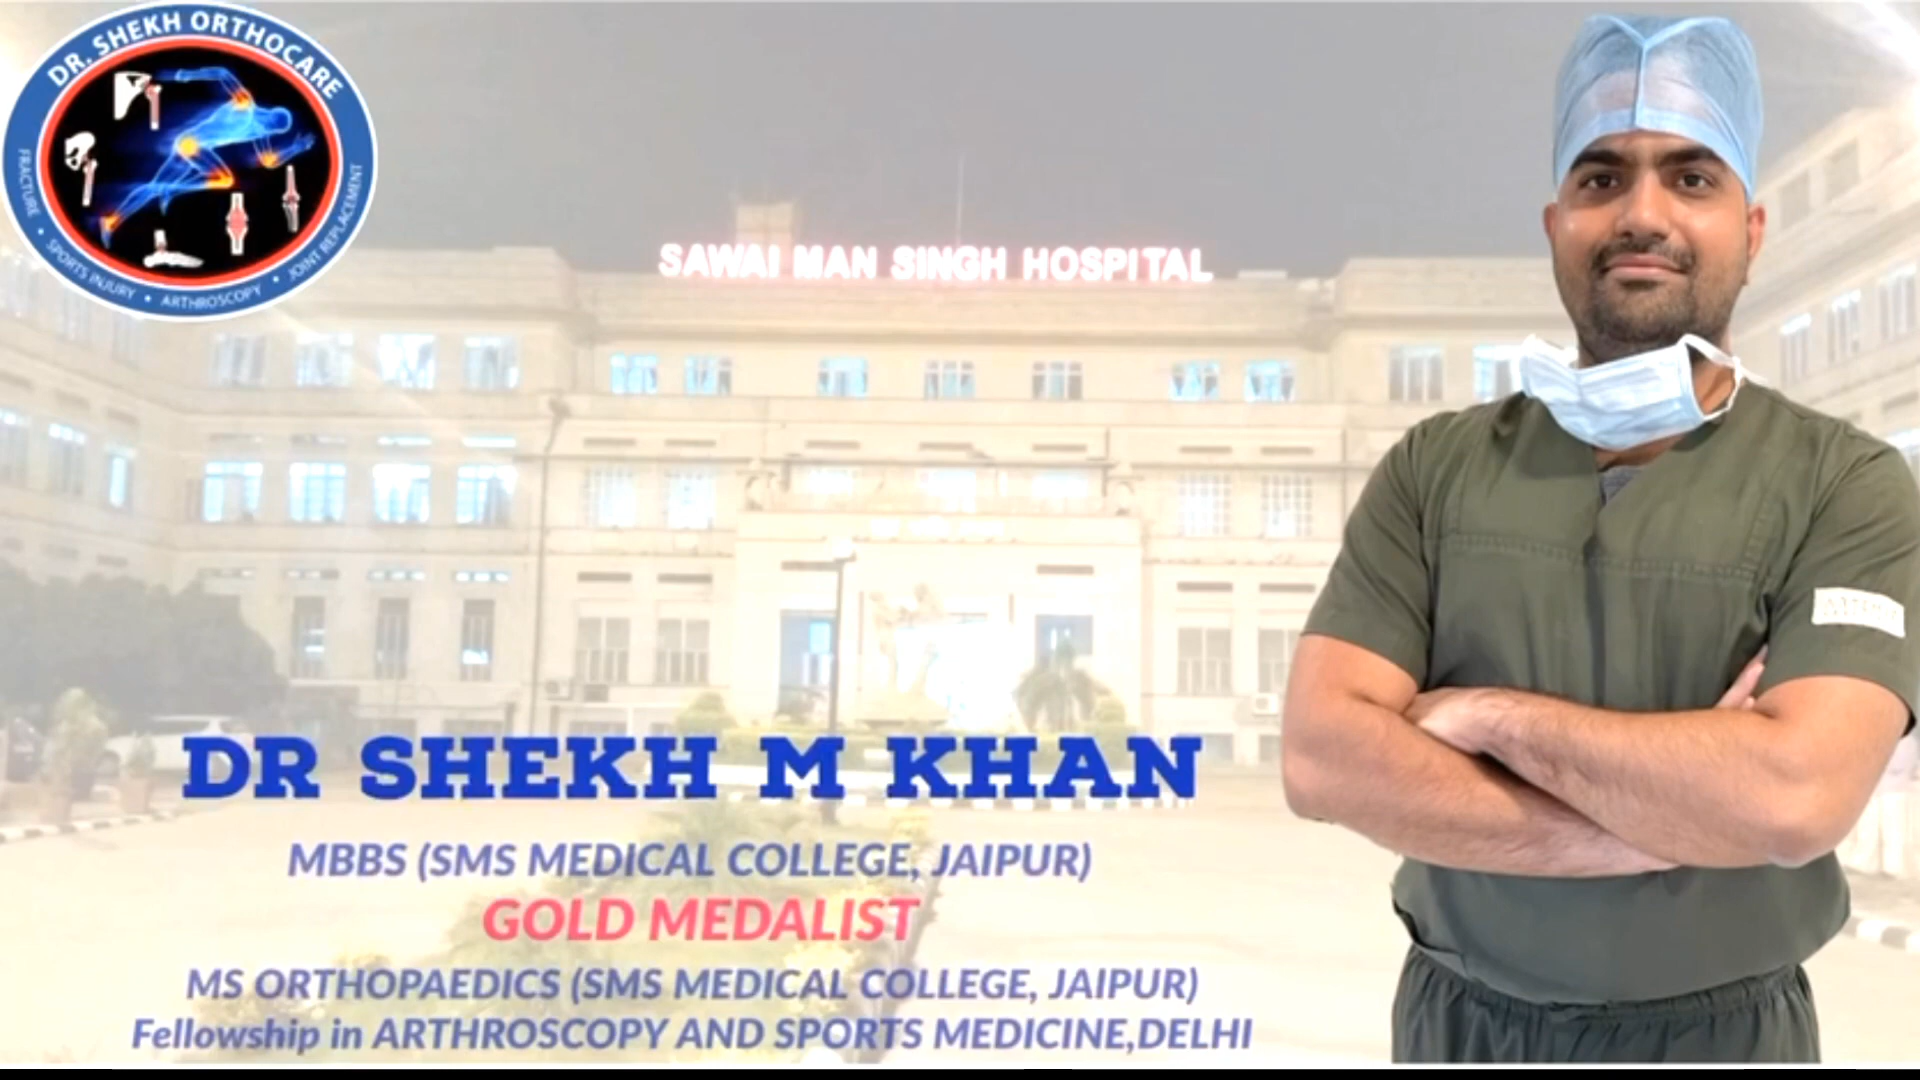 DR. SHEKH ORTHOCARE
FRACTURE • SPORTS INJURY • ARTHROSCOPY • JOINT REPLACEMENT
SAWAI MAN SINGH HOSPITAL
DR SHEKH M KHAN
MBBS (SMS MEDICAL COLLEGE, JAIPUR)
GOLD MEDALIST
MS ORTHOPAEDICS (SMS MEDICAL COLLEGE, JAIPUR)
Fellowship in ARTHROSCOPY AND SPORTS MEDICINE,DELHI